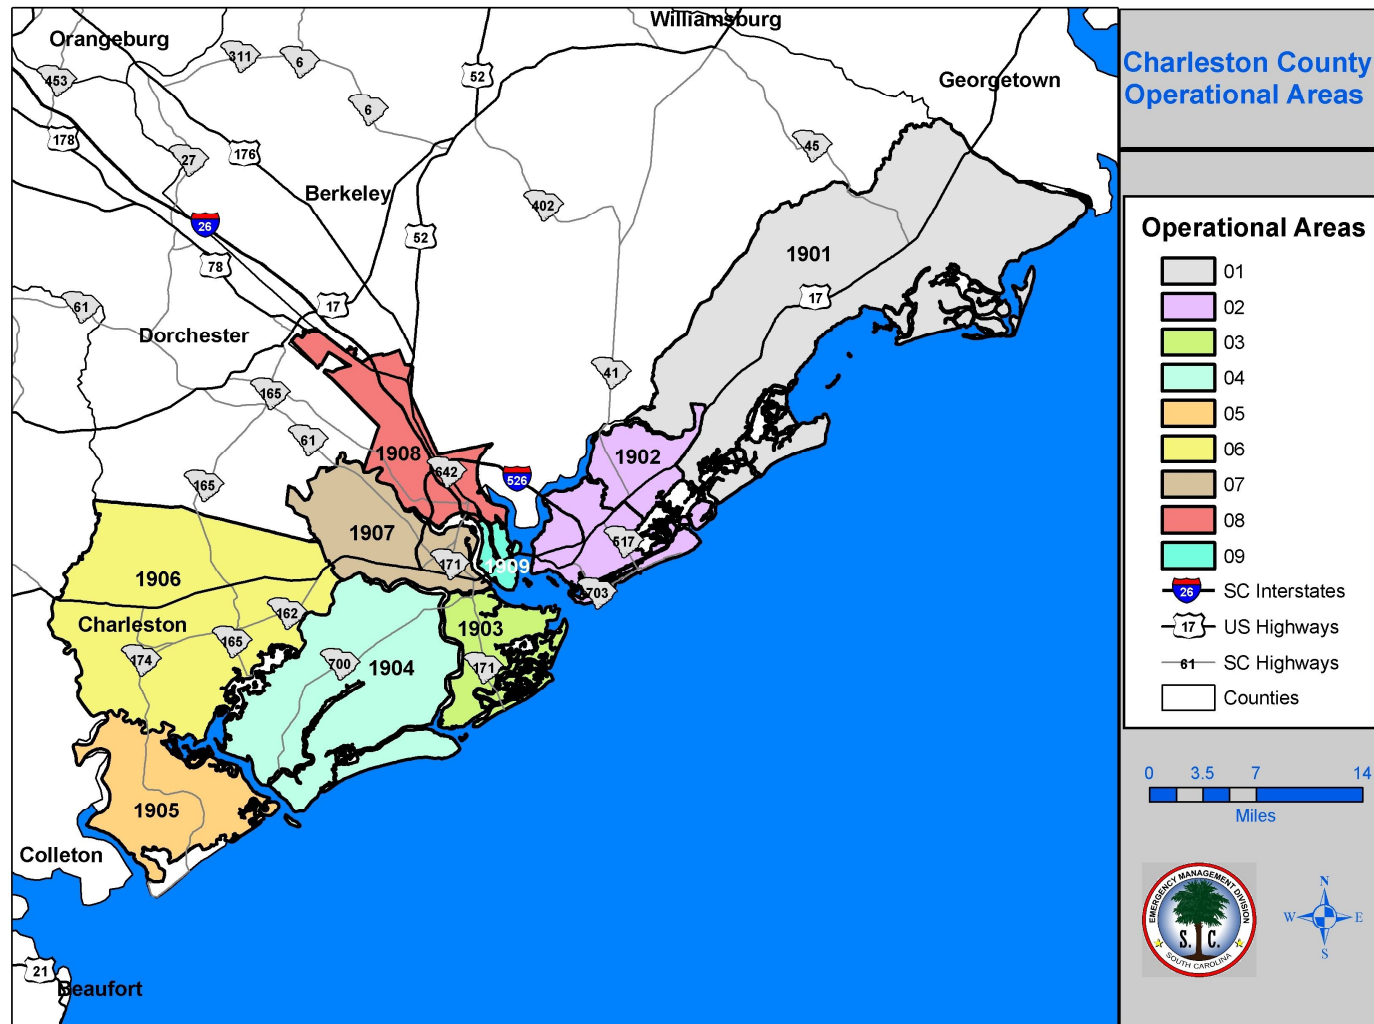 Williamsburg
Orangeburg
311
6
453
52
Georgetown
6
178
176
27
45
Berkeley
402
26
52
1901
78
17
17
61
Dorchester
41
165
61
1908
1902
642
165
526
1907
517
171
1909
1906
703
162
Charleston
165
1903
174
700
1904
171
1905
Colleton
21
Beaufort
Charleston County
Operational Areas
Operational Areas
01
02
03
04
05
06
07
08
09
26 SC Interstates
17 US Highways
61 SC Highways
Counties
0 3.5 7 14
Miles
EMERGENCY MANAGEMENT DIVISION
S. C.
SOUTH CAROLINA
N
W E
S